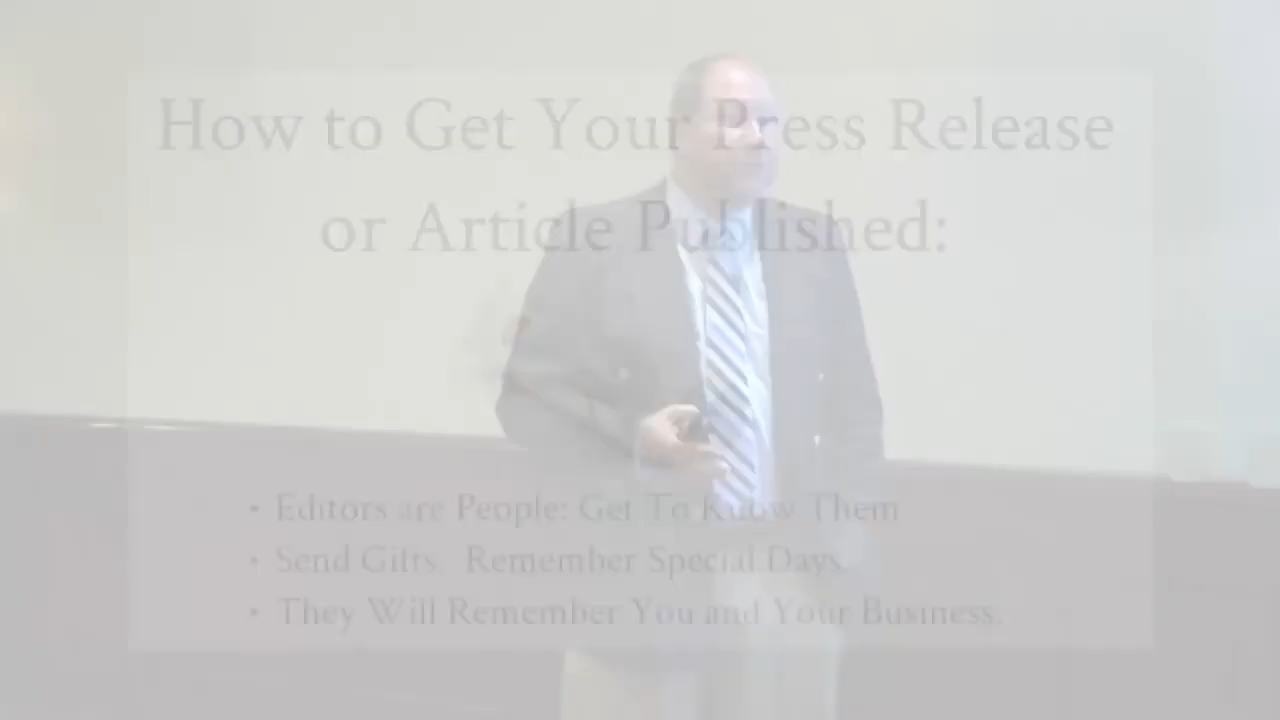 How to Get Your Press Release
or Article Published:
• Editors are People: Get To Know Them
• Send Gifts. Remember Special Days.
• They Will Remember You and Your Business.